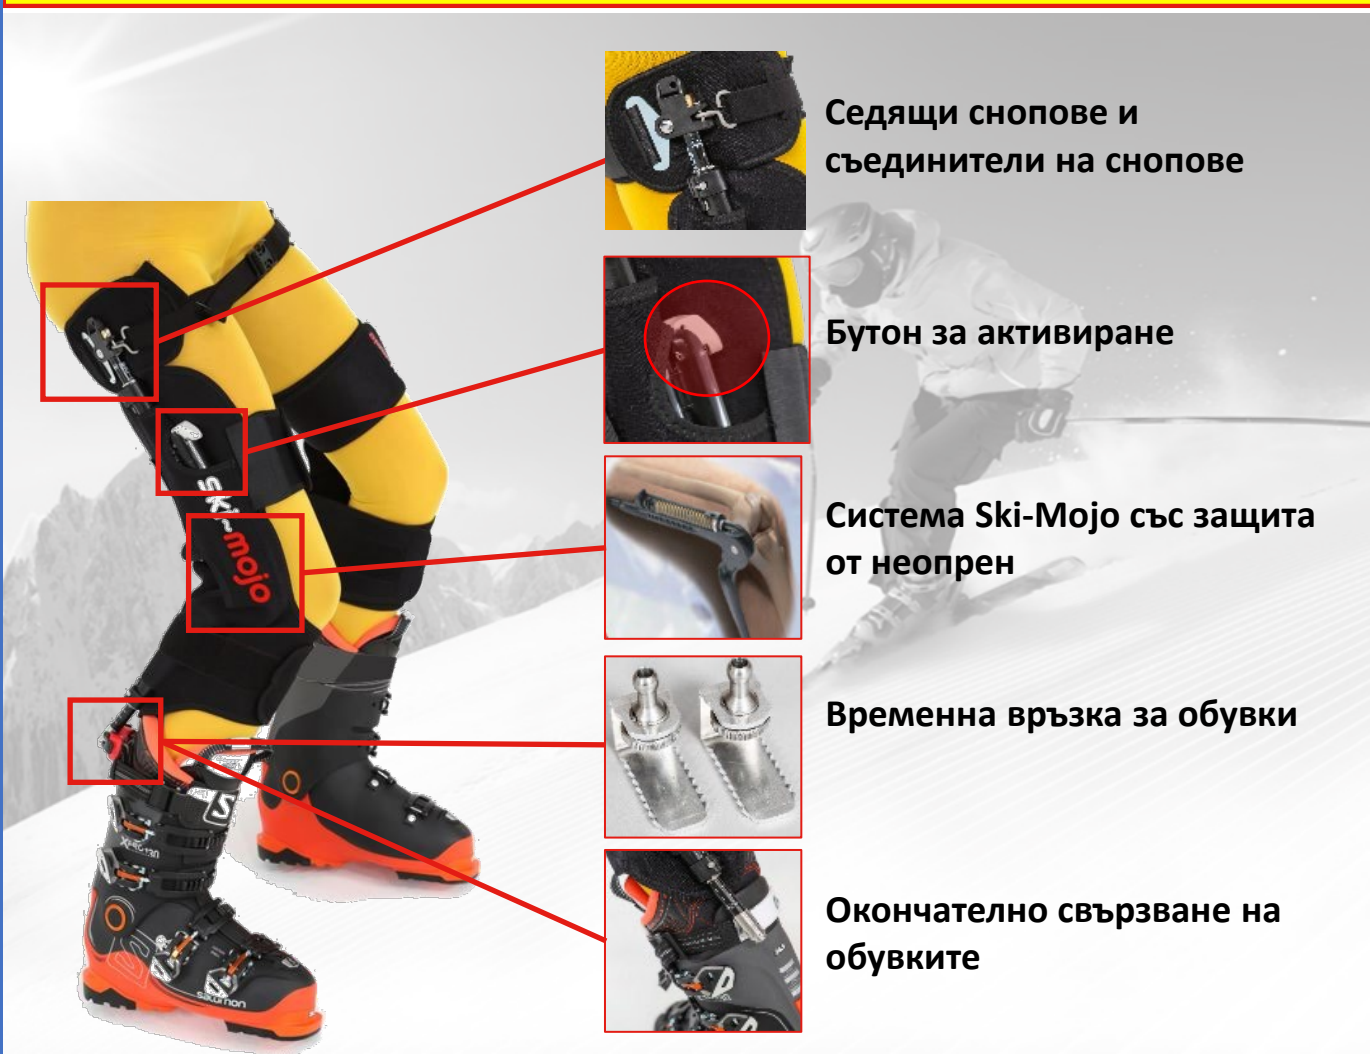 Седящи снопове и
съединители на снопове
Бутон за активиране
ski-mojo
Система Ski-Mojo със защита
от неопрен
Временна връзка за обувки
Окончателно свързване на
обувките
salomon